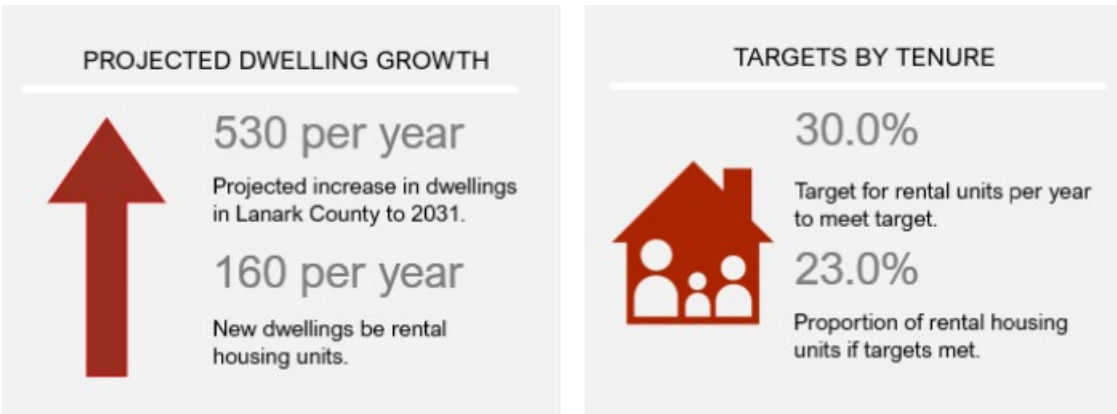 PROJECTED DWELLING GROWTH
530 per year
Projected increase in dwellings
in Lanark County to 2031.
160 per year
New dwellings be rental
housing units.
TARGETS BY TENURE
30.0%
Target for rental units per year
to meet target.
23.0%
Proportion of rental housing
units if targets met.